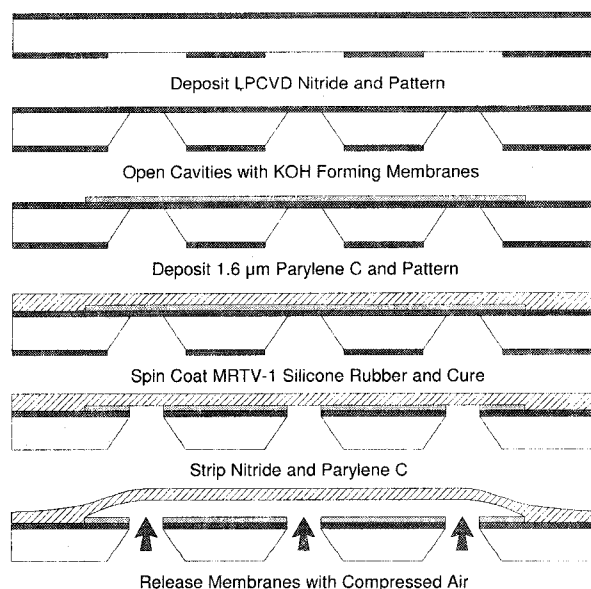 Deposit LPCVD Nitride and Pattern
Open Cavities with KOH Forming Membranes
Deposit 1.6 µm Parylene C and Pattern
Spin Coat MRTV-1 Silicone Rubber and Cure
Strip Nitride and Parylene C
Release Membranes with Compressed Air